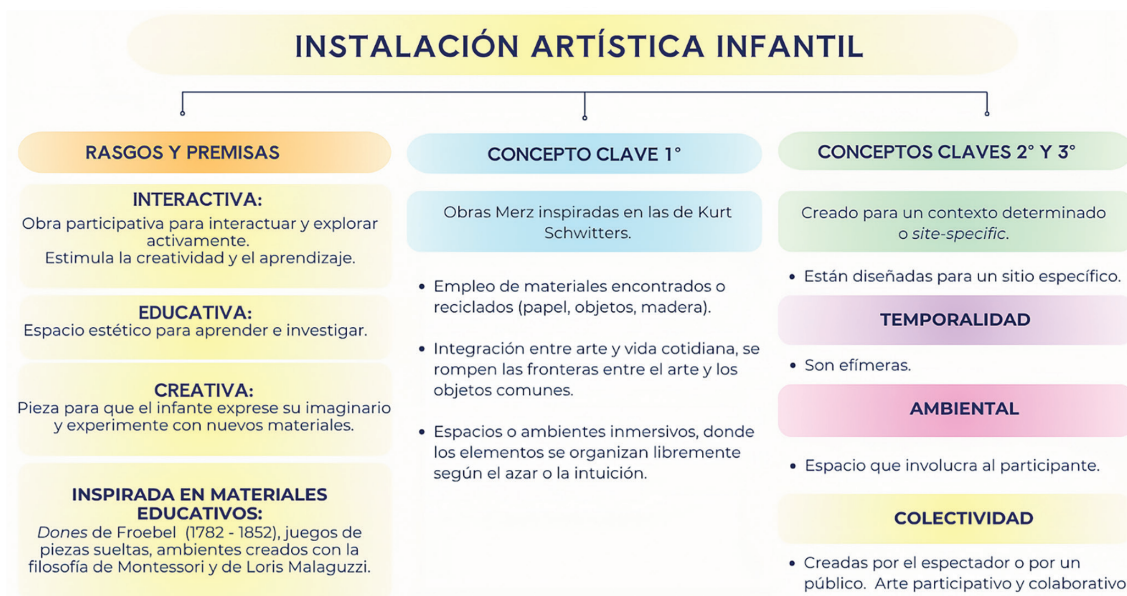 INSTALACIÓN ARTÍSTICA INFANTIL
RASGOS Y PREMISAS
INTERACTIVA:
Obra participativa para interactuar y explorar
activamente.
Estimula la creatividad y el aprendizaje.
EDUCATIVA:
Espacio estético para aprender e investigar.
CREATIVA:
Pieza para que el infante exprese su imaginario
y experimente con nuevos materiales.
INSPIRADA EN MATERIALES
EDUCATIVOS:
Dones de Froebel (1782 - 1852), juegos de
piezas sueltas, ambientes creados con la
filosofía de Montessori y de Loris Malaguzzi.
CONCEPTO CLAVE 1°
Obras Merz inspiradas en las de Kurt
Schwitters.
• Empleo de materiales encontrados o
reciclados (papel, objetos, madera).
• Integración entre arte y vida cotidiana, se
rompen las fronteras entre el arte y los
objetos comunes.
• Espacios o ambientes inmersivos, donde
los elementos se organizan libremente
según el azar o la intuición.
CONCEPTOS CLAVES 2° Y 3°
Creado para un contexto determinado
o site-specific.
• Están diseñadas para un sitio específico.
TEMPORALIDAD
• Son efímeras.
AMBIENTAL
• Espacio que involucra al participante.
COLECTIVIDAD
• Creadas por el espectador o por un
público. Arte participativo y colaborativo